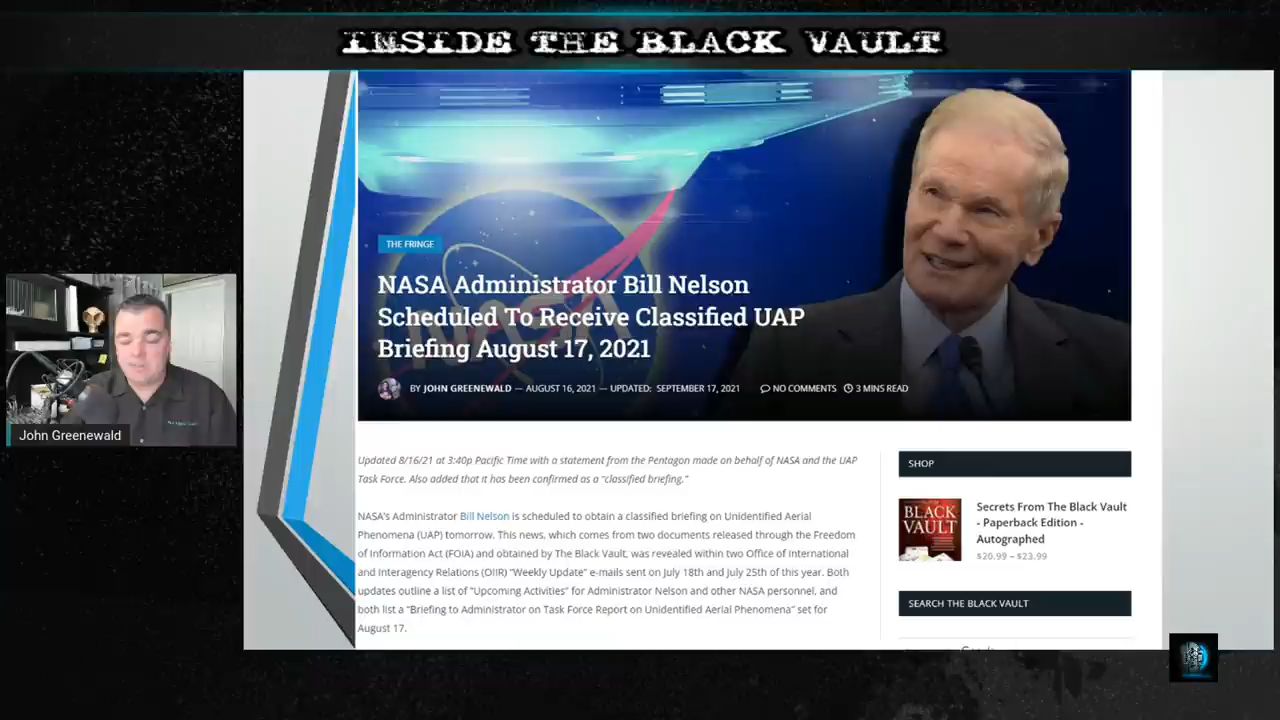 INSIDE THE BLACK VAULT
THE FRINGE
NASA Administrator Bill Nelson
Scheduled To Receive Classified UAP
Briefing August 17, 2021
BY JOHN GREENEWALD — AUGUST 16, 2021 — UPDATED: SEPTEMBER 17, 2021 NO COMMENTS 3 MINS READ
John Greenewald
Updated 8/16/21 at 3:40p Pacific Time with a statement from the Pentagon made on behalf of NASA and the UAP
Task Force. Also added that it has been confirmed as a "classified briefing."
NASA's Administrator Bill Nelson is scheduled to obtain a classified briefing on Unidentified Aerial
Phenomena (UAP) tomorrow. This news, which comes from two documents released through the Freedom
of Information Act (FOIA) and obtained by The Black Vault, was revealed within two Office of International
and Interagency Relations (OIIR) "Weekly Update" e-mails sent on July 18th and July 25th of this year. Both
updates outline a list of "Upcoming Activities" for Administrator Nelson and other NASA personnel, and
both list a "Briefing to Administrator on Task Force Report on Unidentified Aerial Phenomena" set for
August 17.
SHOP
BLACK
VAULT
Secrets From The Black Vault
- Paperback Edition -
Autographed
$20.99 – $23.99
SEARCH THE BLACK VAULT